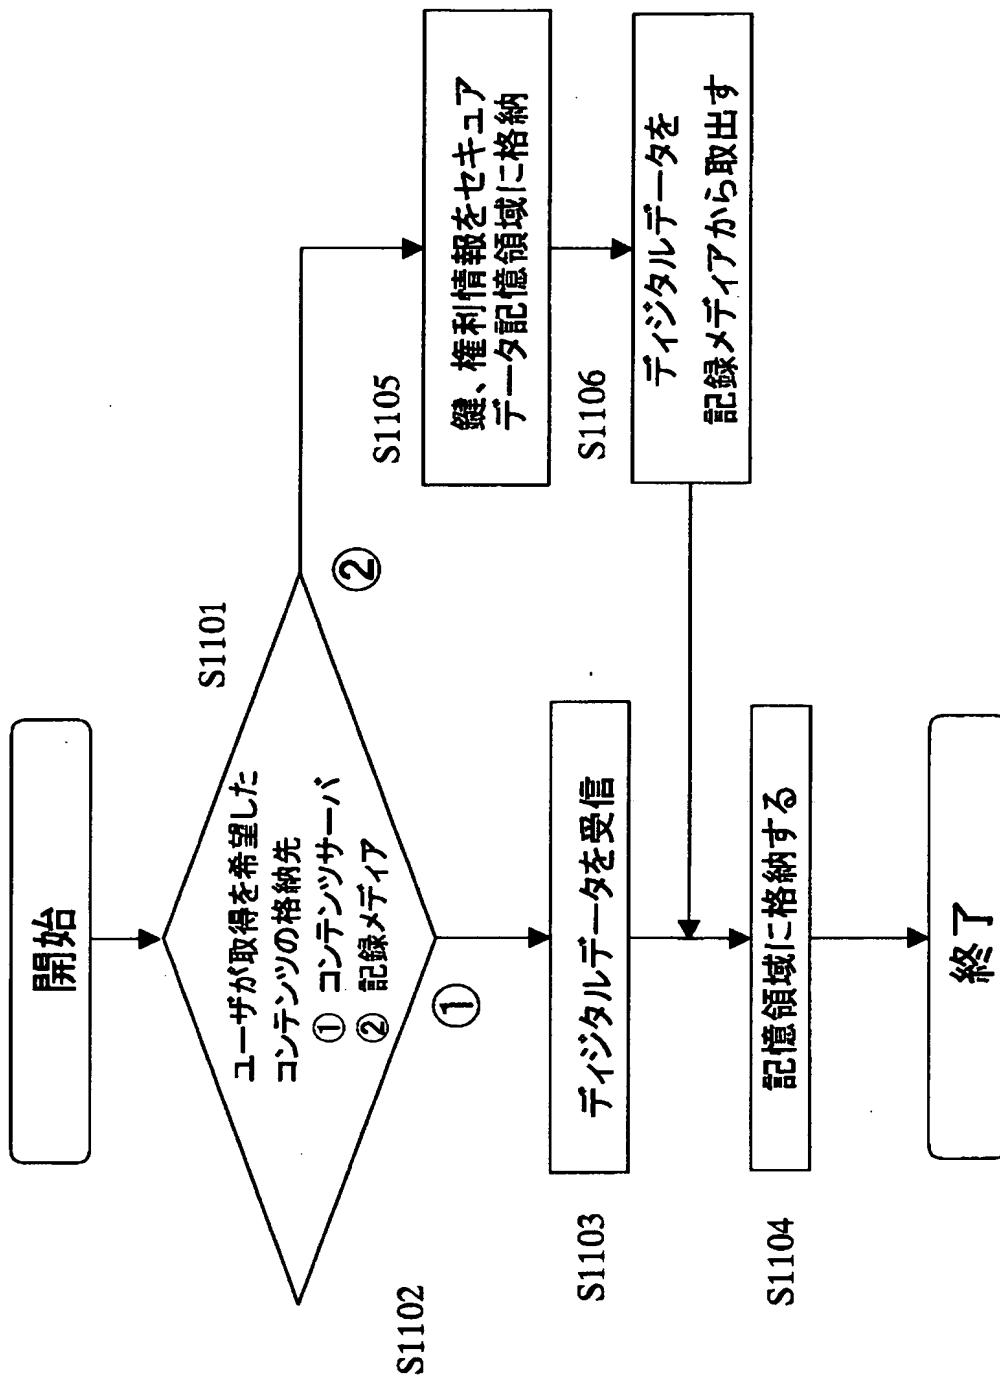 開始
S1101
ユーザが取得を希望した
コンテンツの格納先
① コンテンツサーバ
② 記録メディア
S1102
①
②
S1103
ディジタルデータを受信
S1104
記憶領域に格納する
終了
S1105
鍵、権利情報をセキュア
データ記憶領域に格納
S1106
ディジタルデータを
記録メディアから取出す